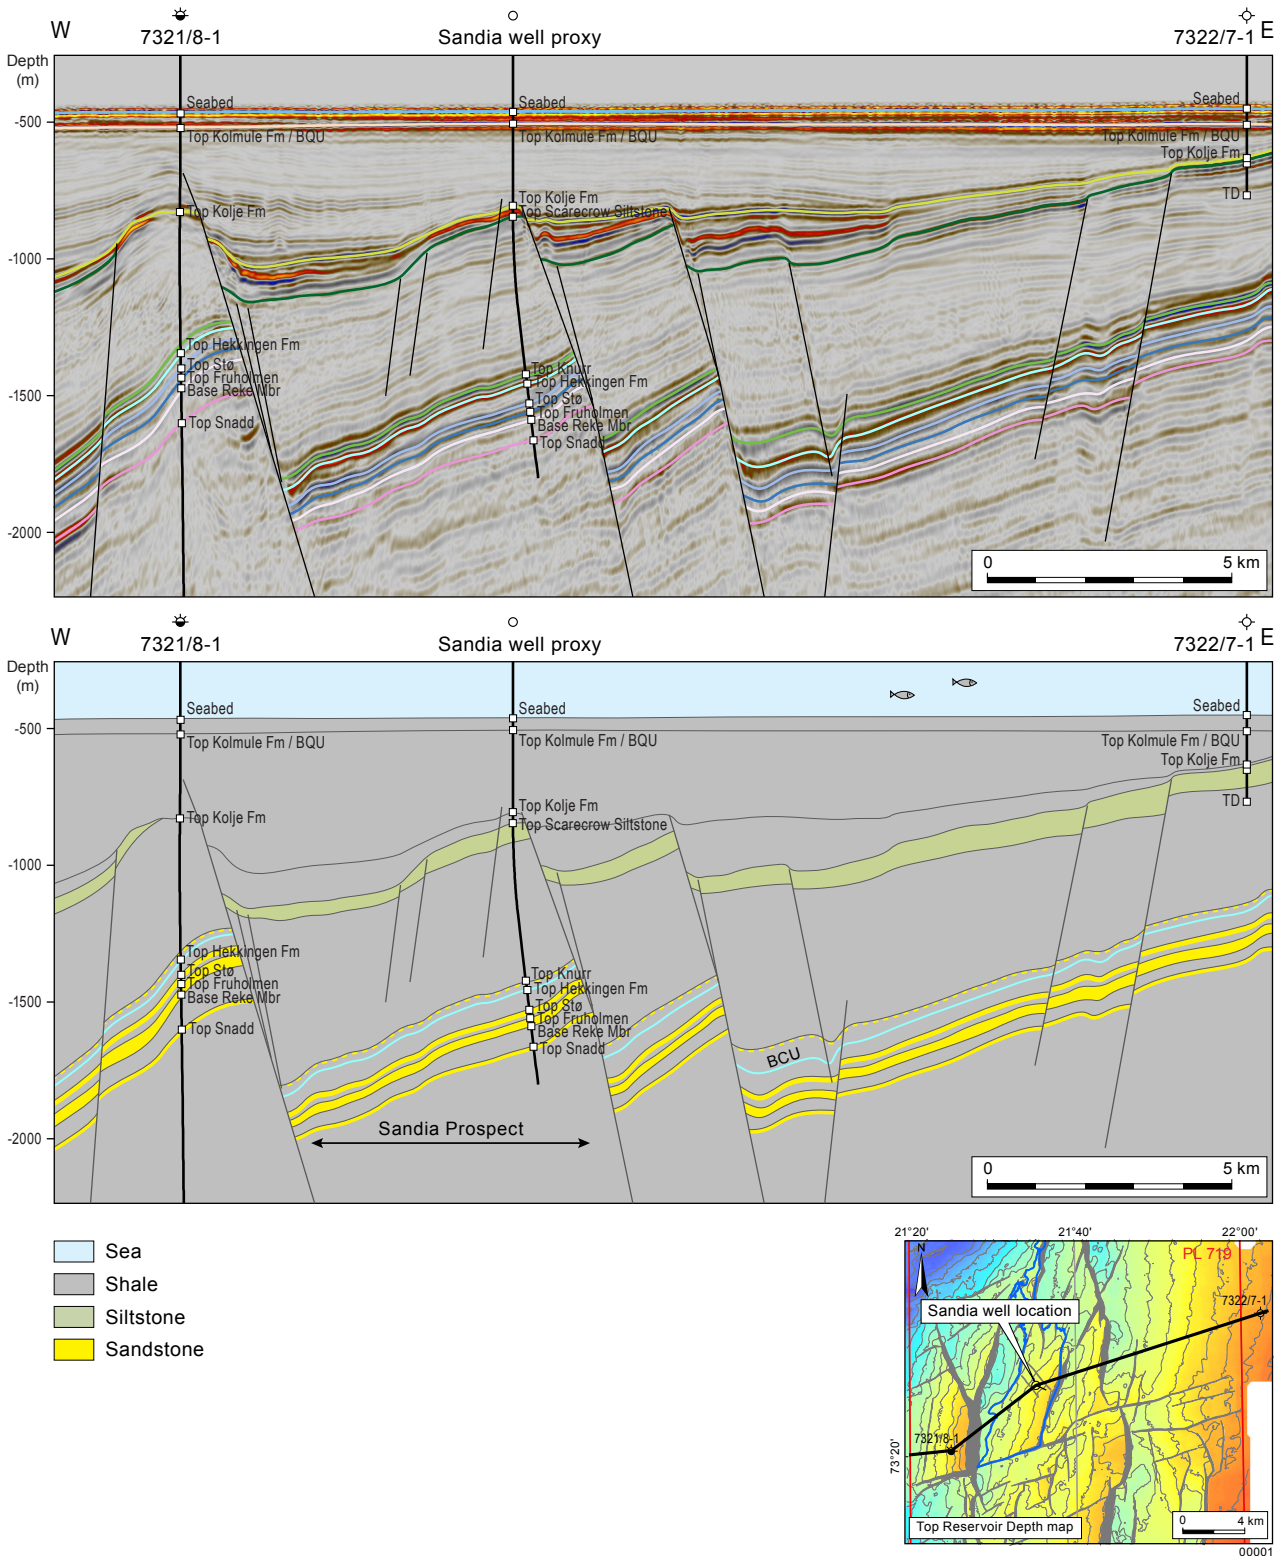 W
7321/8-1
Sandia well proxy
7322/7-1
E
Depth
(m)
Seabed
Seabed
Seabed
-500
Top Kolmule Fm / BQU
Top Kolmule Fm / BQU
Top Kolmule Fm / BQU
Top Kolje Fm
TD
Top Kolje Fm
Top Kolje Fm
Top Scarecrow Siltstone
-1000
Top Hekkingen Fm
Top Stø
Top Fruholmen
Base Reke Mbr
Top Snadd
Top Knurr
Top Hekkingen Fm
Top Stø
Top Fruholmen
Base Reke Mbr
Top Snadd
-1500
-2000
0
5 km
W
7321/8-1
Sandia well proxy
7322/7-1
E
Depth
(m)
Seabed
Seabed
Seabed
-500
Top Kolmule Fm / BQU
Top Kolmule Fm / BQU
Top Kolmule Fm / BQU
Top Kolje Fm
TD
Top Kolje Fm
Top Kolje Fm
Top Scarecrow Siltstone
-1000
Top Hekkingen Fm
Top Stø
Top Fruholmen
Base Reke Mbr
Top Snadd
Top Knurr
Top Hekkingen Fm
Top Stø
Top Fruholmen
Base Reke Mbr
Top Snadd
-1500
BCU
-2000
Sandia Prospect
0
5 km
Sea
Shale
Siltstone
Sandstone
21°20'
21°40'
22°00'
N
PL 719
7322/7-1
Sandia well location
7321/8-1
73°20'
Top Reservoir Depth map
0
4 km
00001